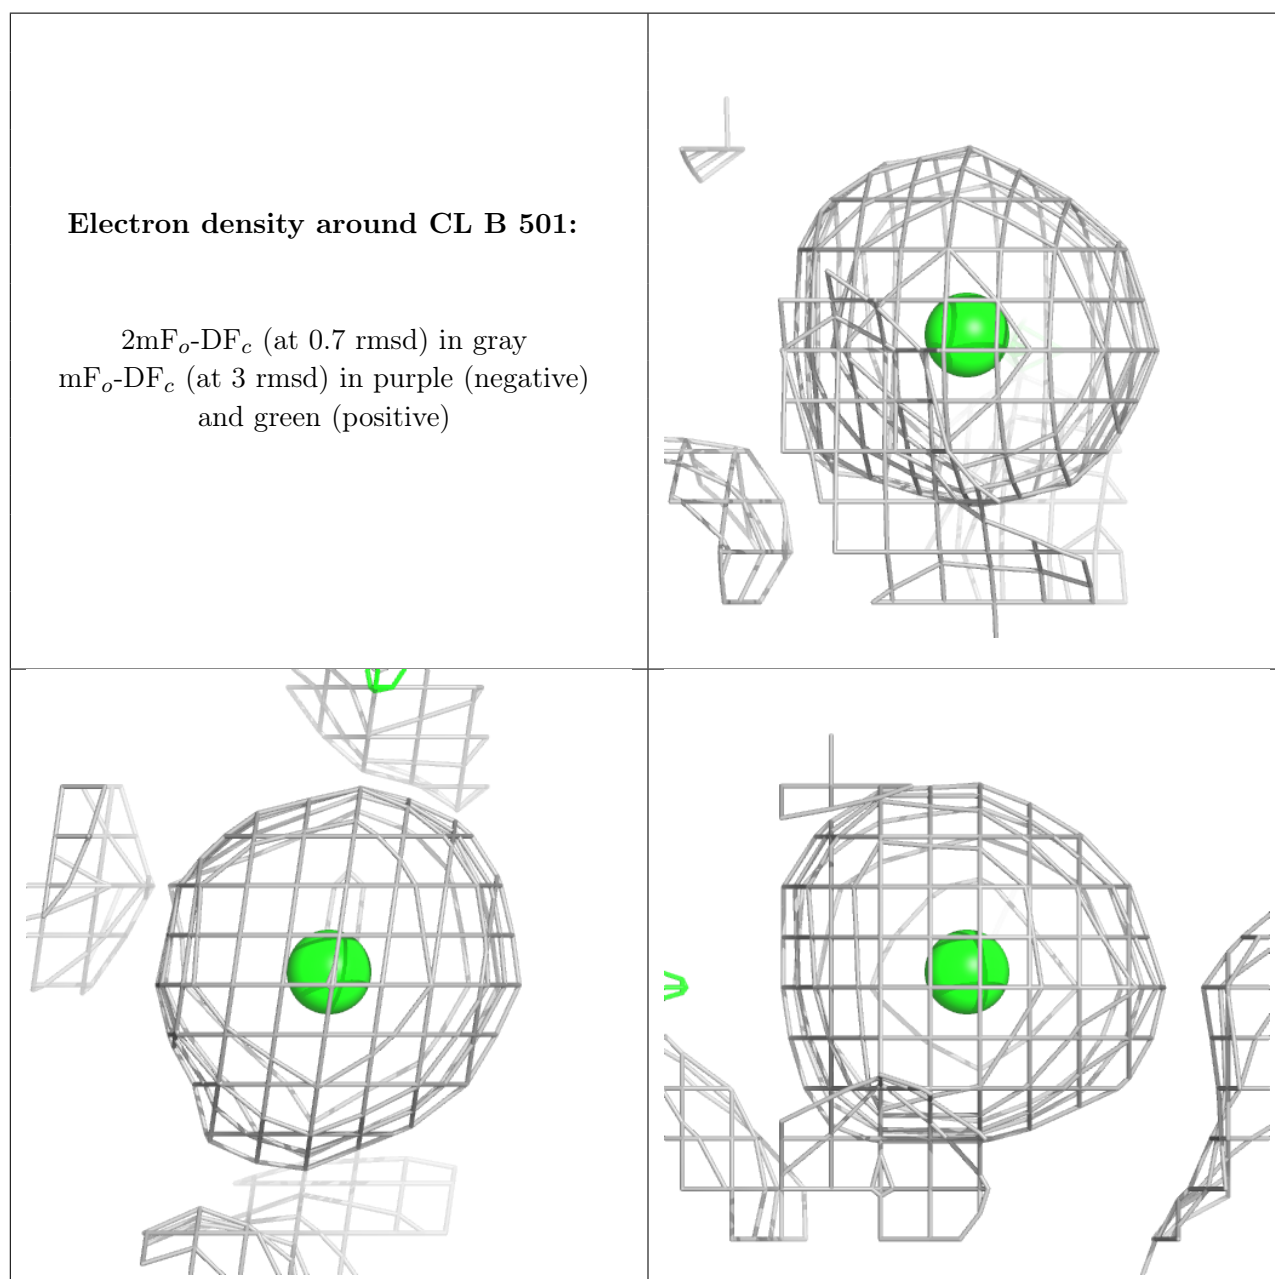 Electron density around CL B 501:
2mFo-DFc (at 0.7 rmsd) in gray
mFo-DFc (at 3 rmsd) in purple (negative)
and green (positive)